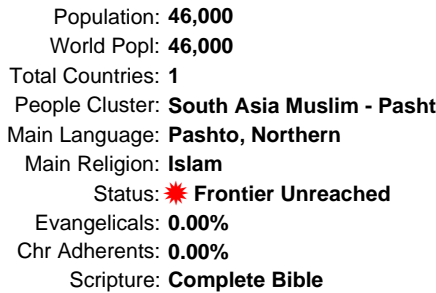 Population: 46,000
World Popl: 46,000
Total Countries: 1
People Cluster: South Asia Muslim - Pasht
Main Language: Pashto, Northern
Main Religion: Islam
Status: Frontier Unreached
Evangelicals: 0.00%
Chr Adherents: 0.00%
Scripture: Complete Bible